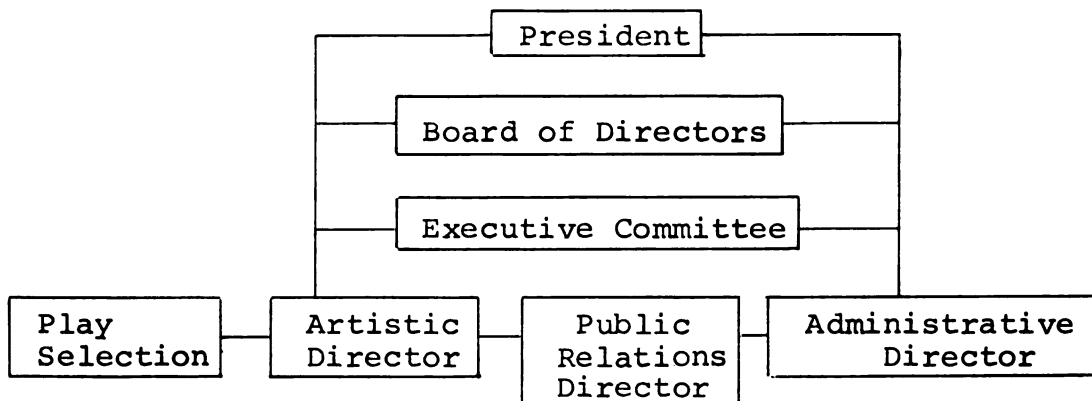 President
Board of Directors
Executive Committee
Play
Selection
Artistic
Director
Public
Relations
Director
Administrative
Director